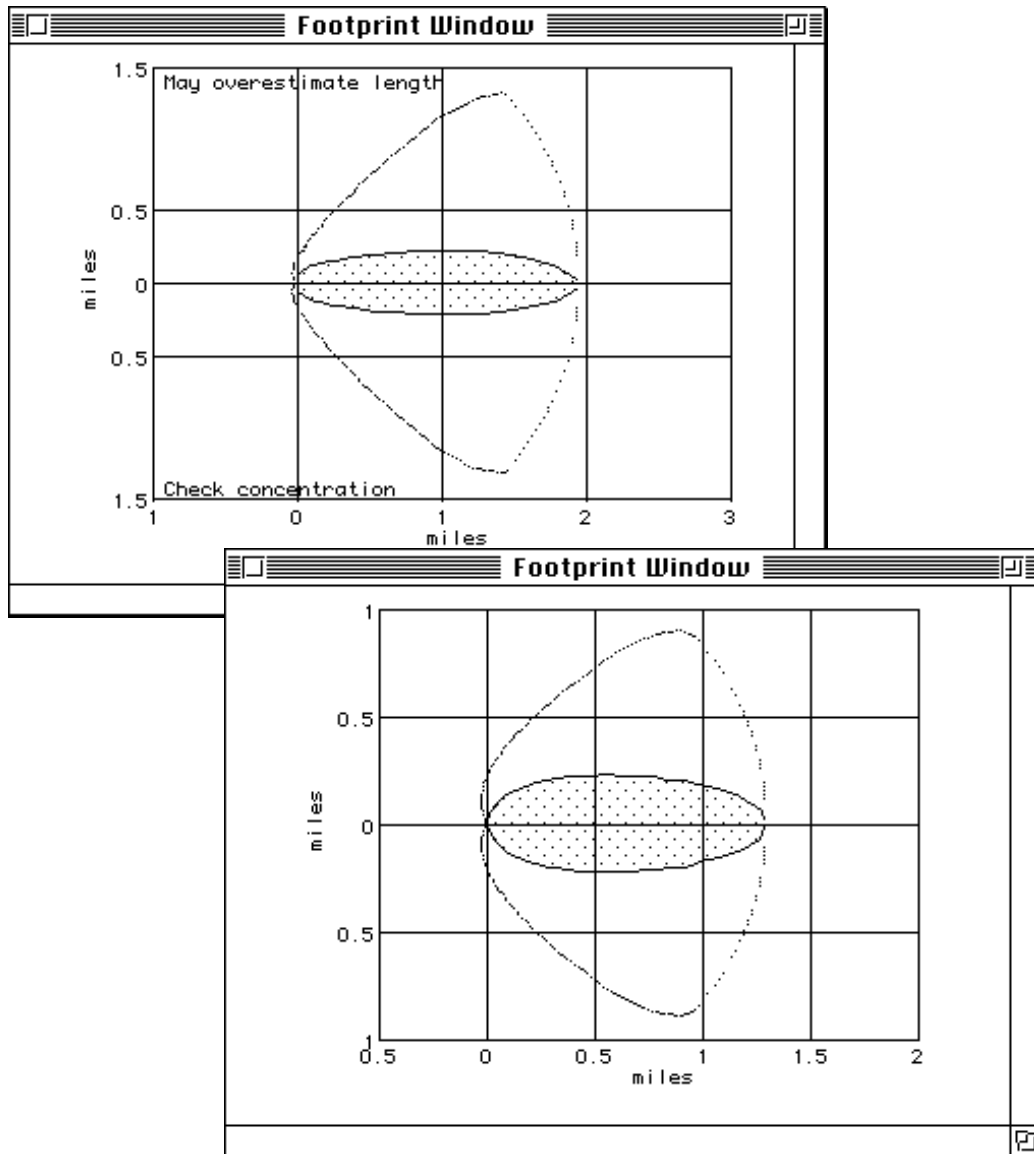 Footprint Window
1.5
May overestimate length
0.5
miles
0
0.5
1.5
Check concentration
1 0 1 2 3
miles
Footprint Window
1
0.5
miles
0
0.5
1
0.5 0 0.5 1 1.5 2
miles